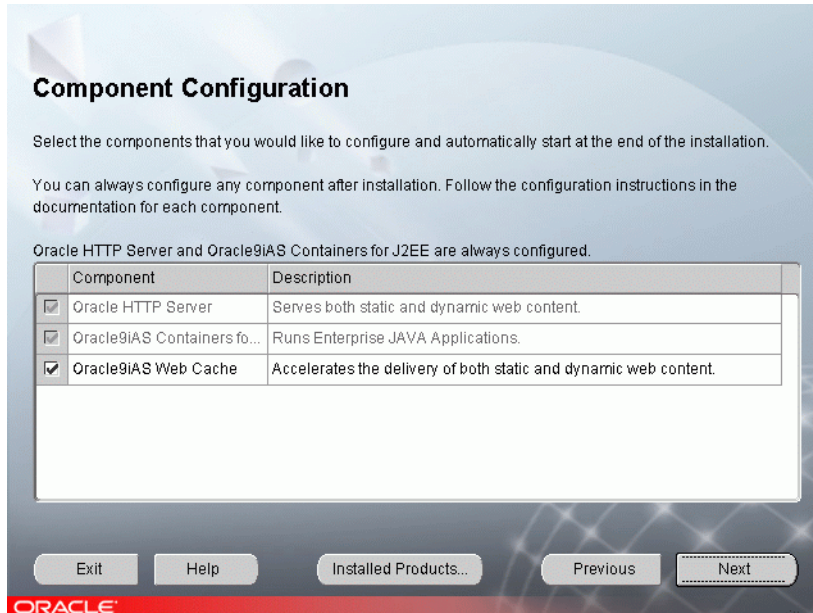 Component Configuration
Select the components that you would like to configure and automatically start at the end of the installation.
You can always configure any component after installation. Follow the configuration instructions in the
documentation for each component.
Oracle HTTP Server and Oracle9iAS Containers for J2EE are always configured.
Component Description
Oracle HTTP Server Serves both static and dynamic web content.
Oracle9iAS Containers fo... Runs Enterprise JAVA Applications.
Oracle9iAS Web Cache Accelerates the delivery of both static and dynamic web content.
Exit Help Installed Products... Previous Next
ORACLE